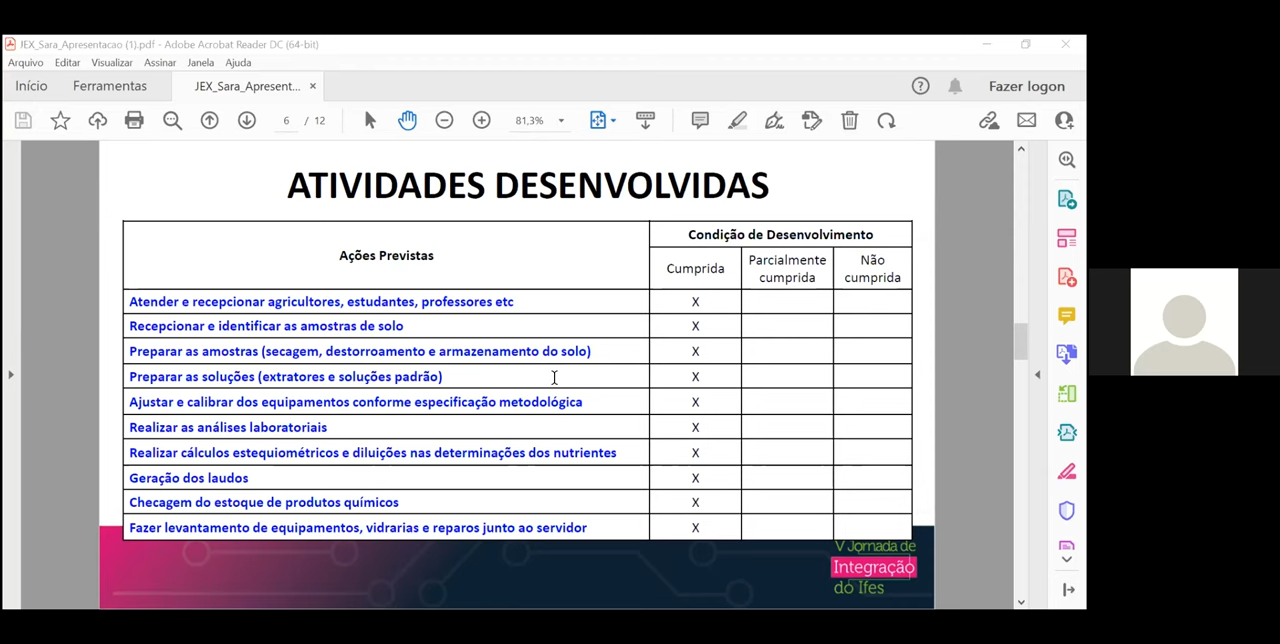 JEX_Sara_Apresentacao (1).pdf - Adobe Acrobat Reader DC (64-bit)
Arquivo Editar Visualizar Assinar Janela Ajuda
Início Ferramentas JEX_Sara_Apresent... × Fazer logon
6 / 12 81,3%
ATIVIDADES DESENVOLVIDAS
Ações Previstas
Condição de Desenvolvimento
Cumprida
Parcialmente
cumprida
Não
cumprida
Atender e recepcionar agricultores, estudantes, professores etc X
Recepcionar e identificar as amostras de solo X
Preparar as amostras (secagem, destorroamento e armazenamento do solo) X
Preparar as soluções (extratores e soluções padrão) X
Ajustar e calibrar dos equipamentos conforme especificação metodológica X
Realizar as análises laboratoriais X
Realizar cálculos estequiométricos e diluições nas determinações dos nutrientes X
Geração dos laudos X
Checagem do estoque de produtos químicos X
Fazer levantamento de equipamentos, vidrarias e reparos junto ao servidor X
V Jornada de
Integração
do Ifes